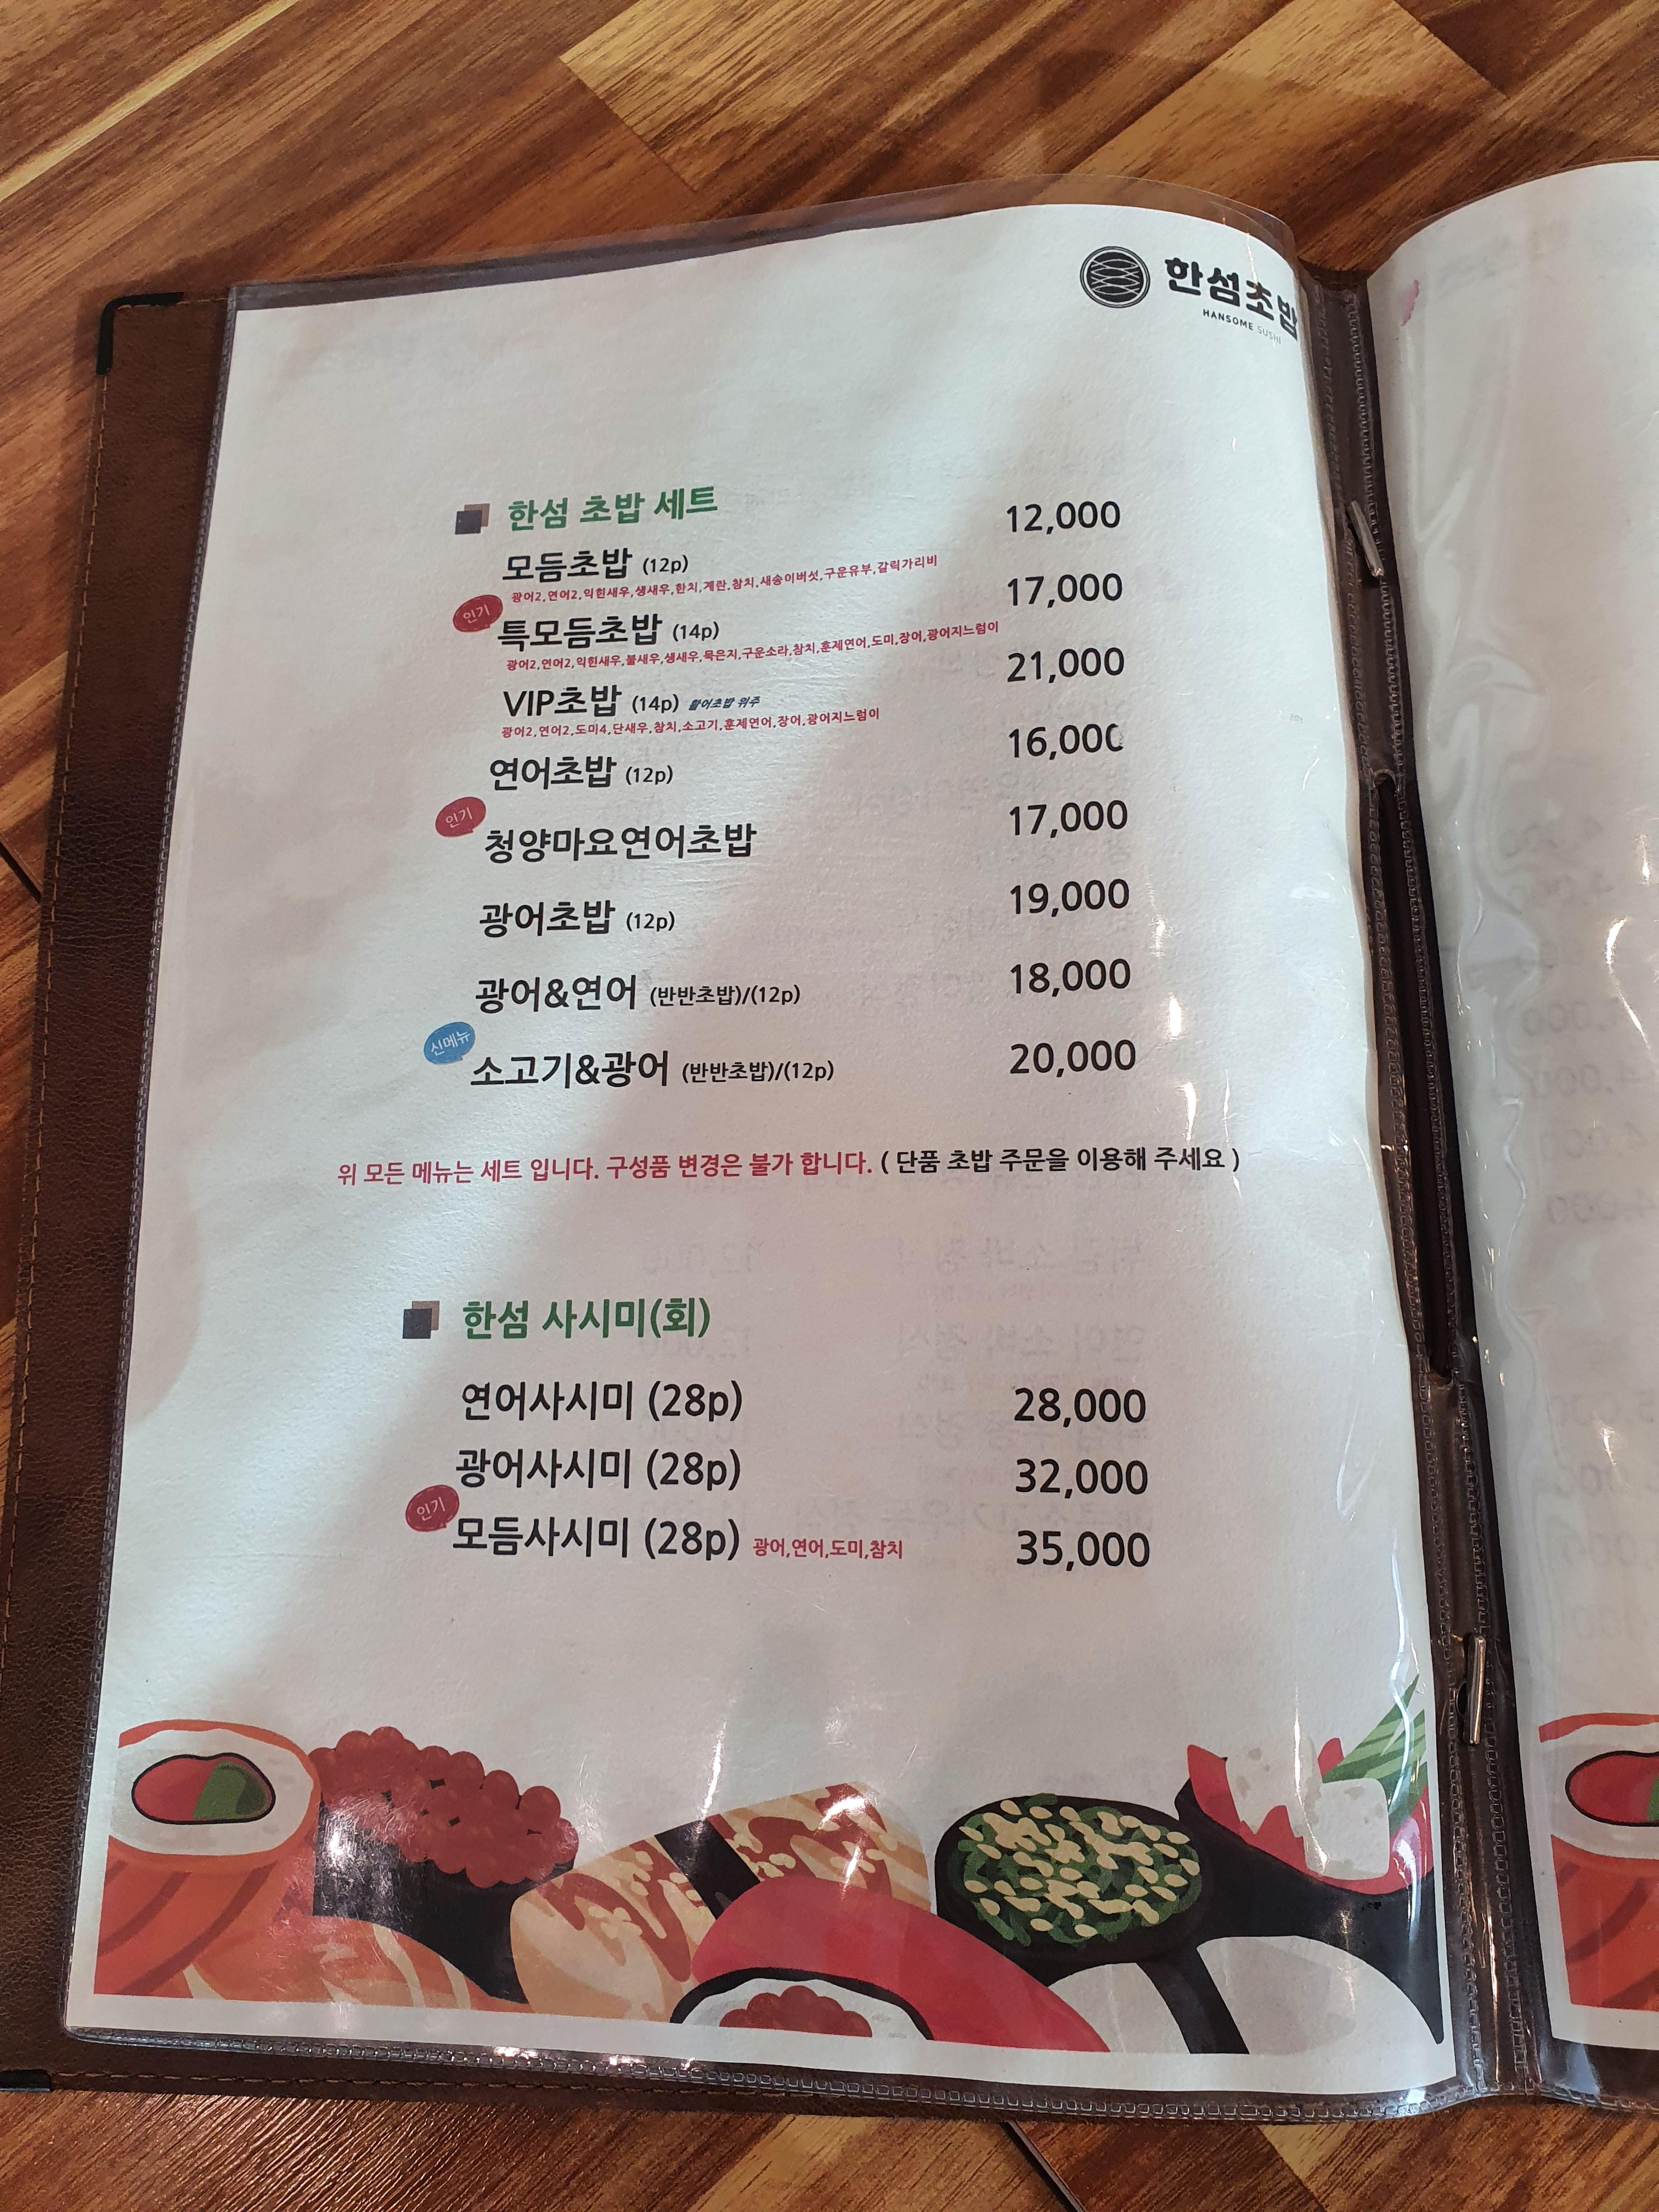 한섬초밥
HANSOME SUSHI
한섬 초밥 세트
모듬초밥 (12p) 12,000
광어2,연어2,익힌새우,생새우,한치,계란,참치,새송이버섯,구운유부,갈릭가리비
인기
특모듬초밥 (14p) 17,000
광어2,연어2,익힌새우,불새우,생새우,묵은지,구운소라,참치,훈제연어,도미,장어,광어지느럼이
VIP초밥 (14p) 활어초밥 위주 21,000
광어2,연어2,도미4,단새우,참치,소고기,훈제연어,장어,광어지느럼이
연어초밥 (12p) 16,000
인기
청양마요연어초밥 17,000
광어초밥 (12p) 19,000
광어&연어 (반반초밥)/(12p) 18,000
신메뉴
소고기&광어 (반반초밥)/(12p) 20,000
위 모든 메뉴는 세트 입니다. 구성품 변경은 불가 합니다. ( 단품 초밥 주문을 이용해 주세요 )
한섬 사시미(회)
연어사시미 (28p) 28,000
광어사시미 (28p) 32,000
인기
모듬사시미 (28p) 광어,연어,도미,참치 35,000